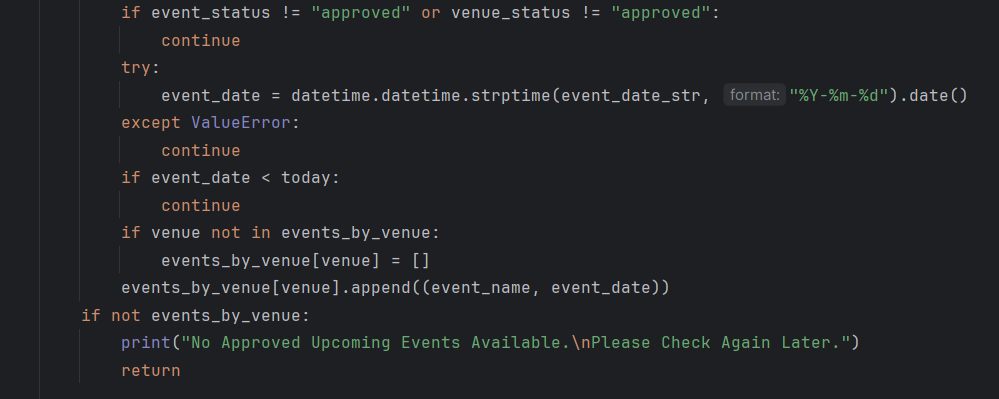 if event_status != "approved" or venue_status != "approved":
continue
try:
event_date = datetime.datetime.strptime(event_date_str, format: "%Y-%m-%d").date()
except ValueError:
continue
if event_date < today:
continue
if venue not in events_by_venue:
events_by_venue[venue] = []
events_by_venue[venue].append((event_name, event_date))
if not events_by_venue:
print("No Approved Upcoming Events Available.\nPlease Check Again Later.")
return